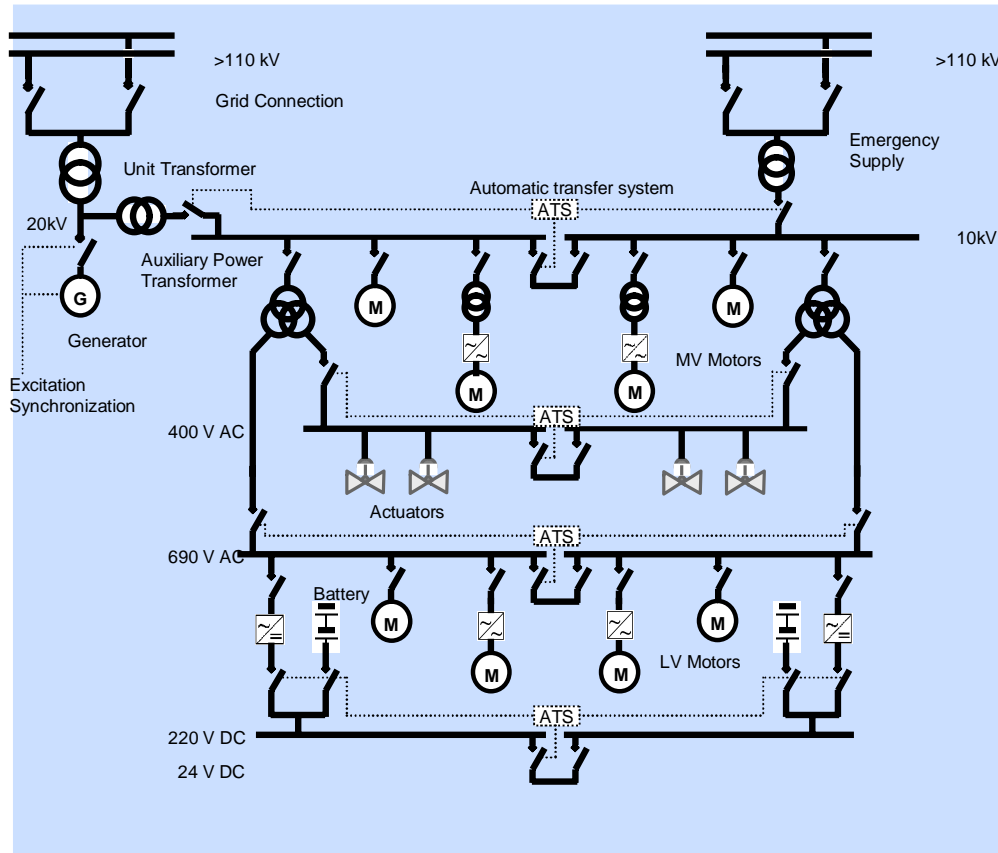 >110 kV
>110 kV
Grid Connection
Emergency
Supply
Unit Transformer
Automatic transfer system
ATS
20kV
10kV
Auxiliary Power
Transformer
G
M
M
Generator
MV Motors
M
M
Excitation
Synchronization
ATS
400 V AC
Actuators
ATS
690 V AC
Battery
M
M
LV Motors
M
M
ATS
220 V DC
24 V DC